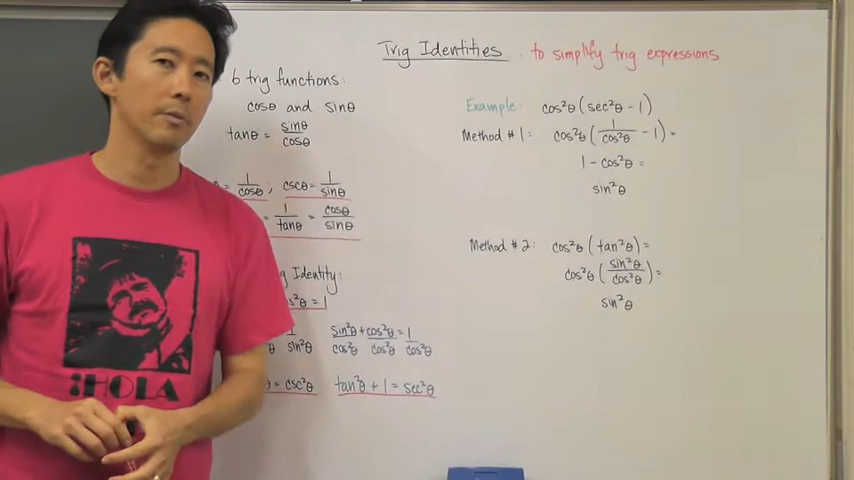 Trig Identities to simplify trig expressions
6 trig functions:
cosθ and sinθ
tanθ = sinθ/cosθ
= 1/cosθ ; cscθ = 1/sinθ
= 1/tanθ = cosθ/sinθ
Identity:
s²θ = 1
sin²θ
sin²θ/cos²θ + cos²θ/cos²θ = 1/cos²θ
θ = csc²θ
tan²θ + 1 = sec²θ
Example: cos²θ(sec²θ - 1)
Method #1: cos²θ(1/cos²θ - 1) =
1 - cos²θ =
sin²θ
Method #2: cos²θ(tan²θ) =
cos²θ(sin²θ/cos²θ) =
sin²θ
¡HOLA